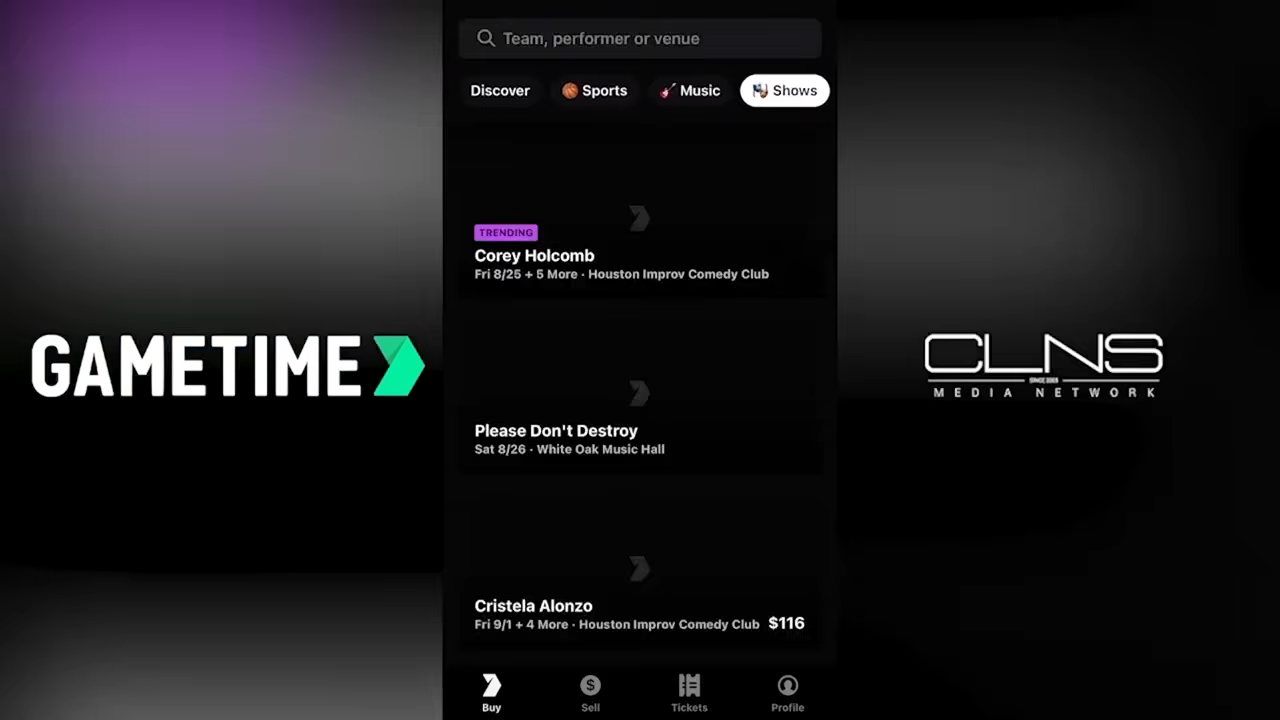 Team, performer or venue
Discover
Sports
Music
Shows
TRENDING
Corey Holcomb
Fri 8/25 + 5 More · Houston Improv Comedy Club
GAMETIME
CLNS
SINCE 2009
MEDIA NETWORK
Please Don't Destroy
Sat 8/26 · White Oak Music Hall
Cristela Alonzo
Fri 9/1 + 4 More · Houston Improv Comedy Club $116
Buy
Sell
Tickets
Profile